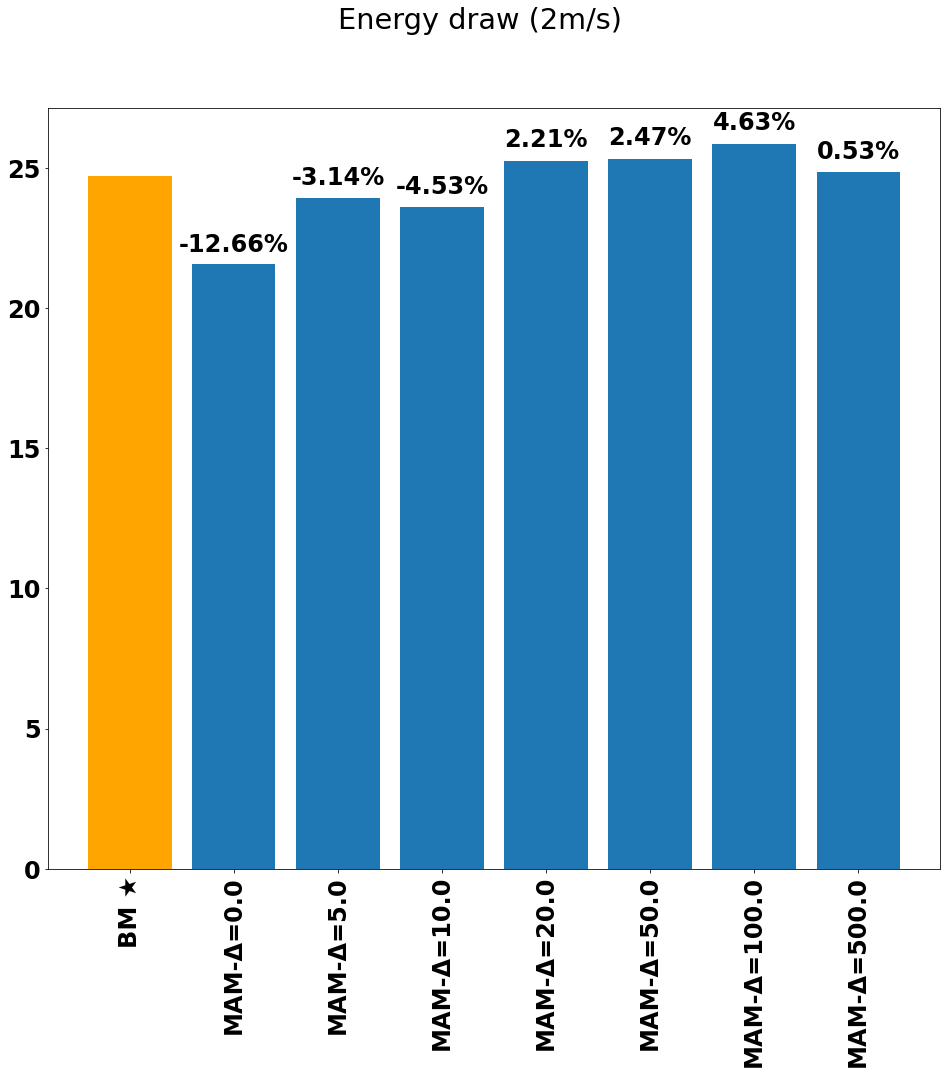 Energy draw (2m/s)
25
20
15
10
5
0
-12.66%
-3.14%
-4.53%
2.21%
2.47%
4.63%
0.53%
BM ★
MAM-Δ=0.0
MAM-Δ=5.0
MAM-Δ=10.0
MAM-Δ=20.0
MAM-Δ=50.0
MAM-Δ=100.0
MAM-Δ=500.0